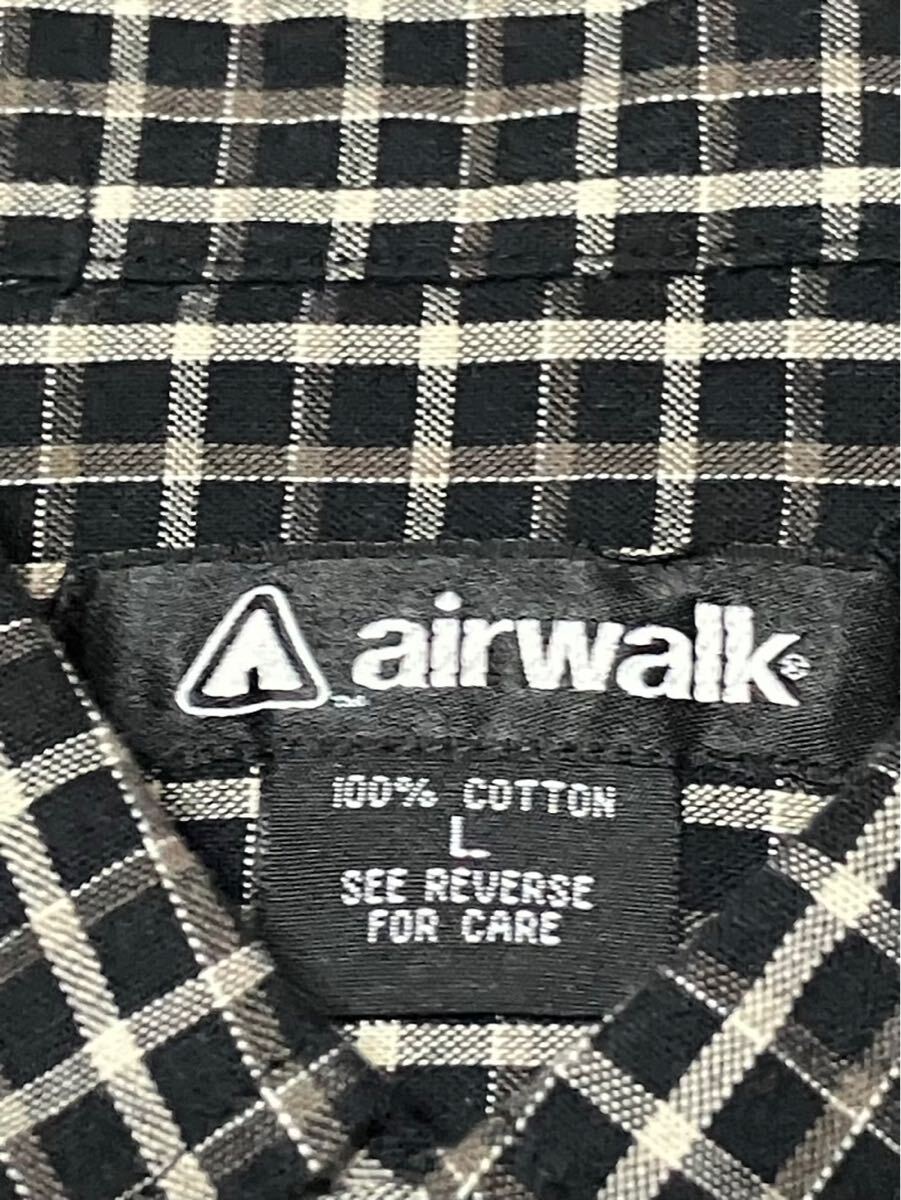 airwalk®
100% COTTON
L
SEE REVERSE
FOR CARE